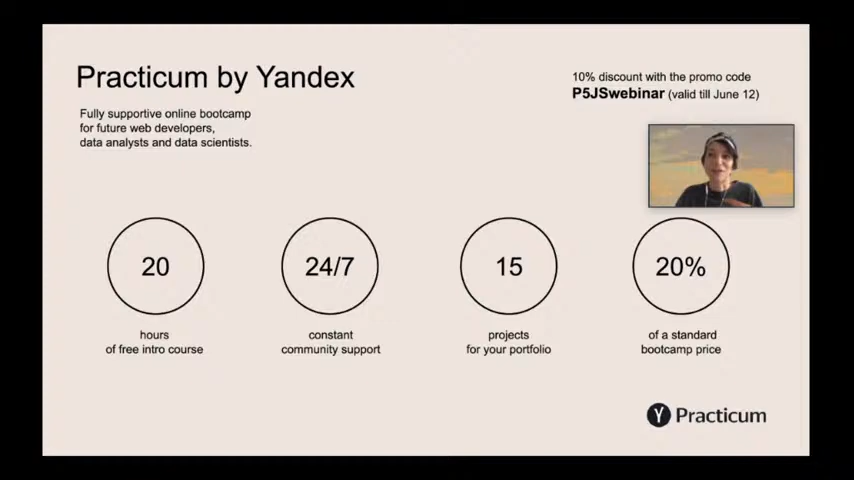 Practicum by Yandex
Fully supportive online bootcamp
for future web developers,
data analysts and data scientists.
10% discount with the promo code
P5JSwebinar (valid till June 12)
20
hours
of free intro course
24/7
constant
community support
15
projects
for your portfolio
20%
of a standard
bootcamp price
Y Practicum